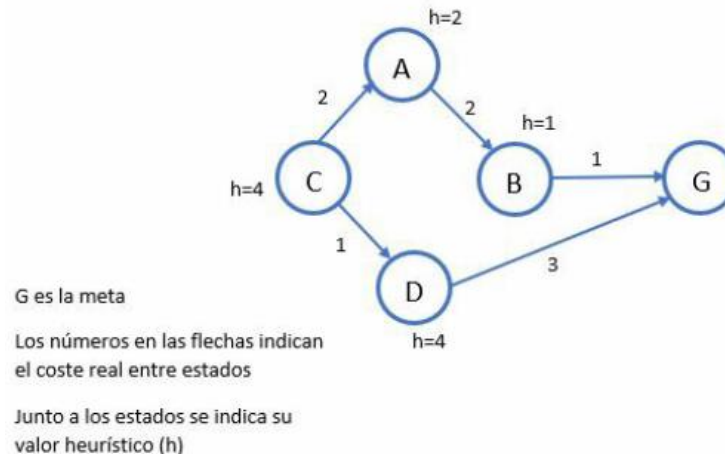 h=2
A
2
2
h=1
C
B
1
G
h=4
1
3
D
h=4
G es la meta
Los números en las flechas indican
el coste real entre estados
Junto a los estados se indica su
valor heurístico (h)